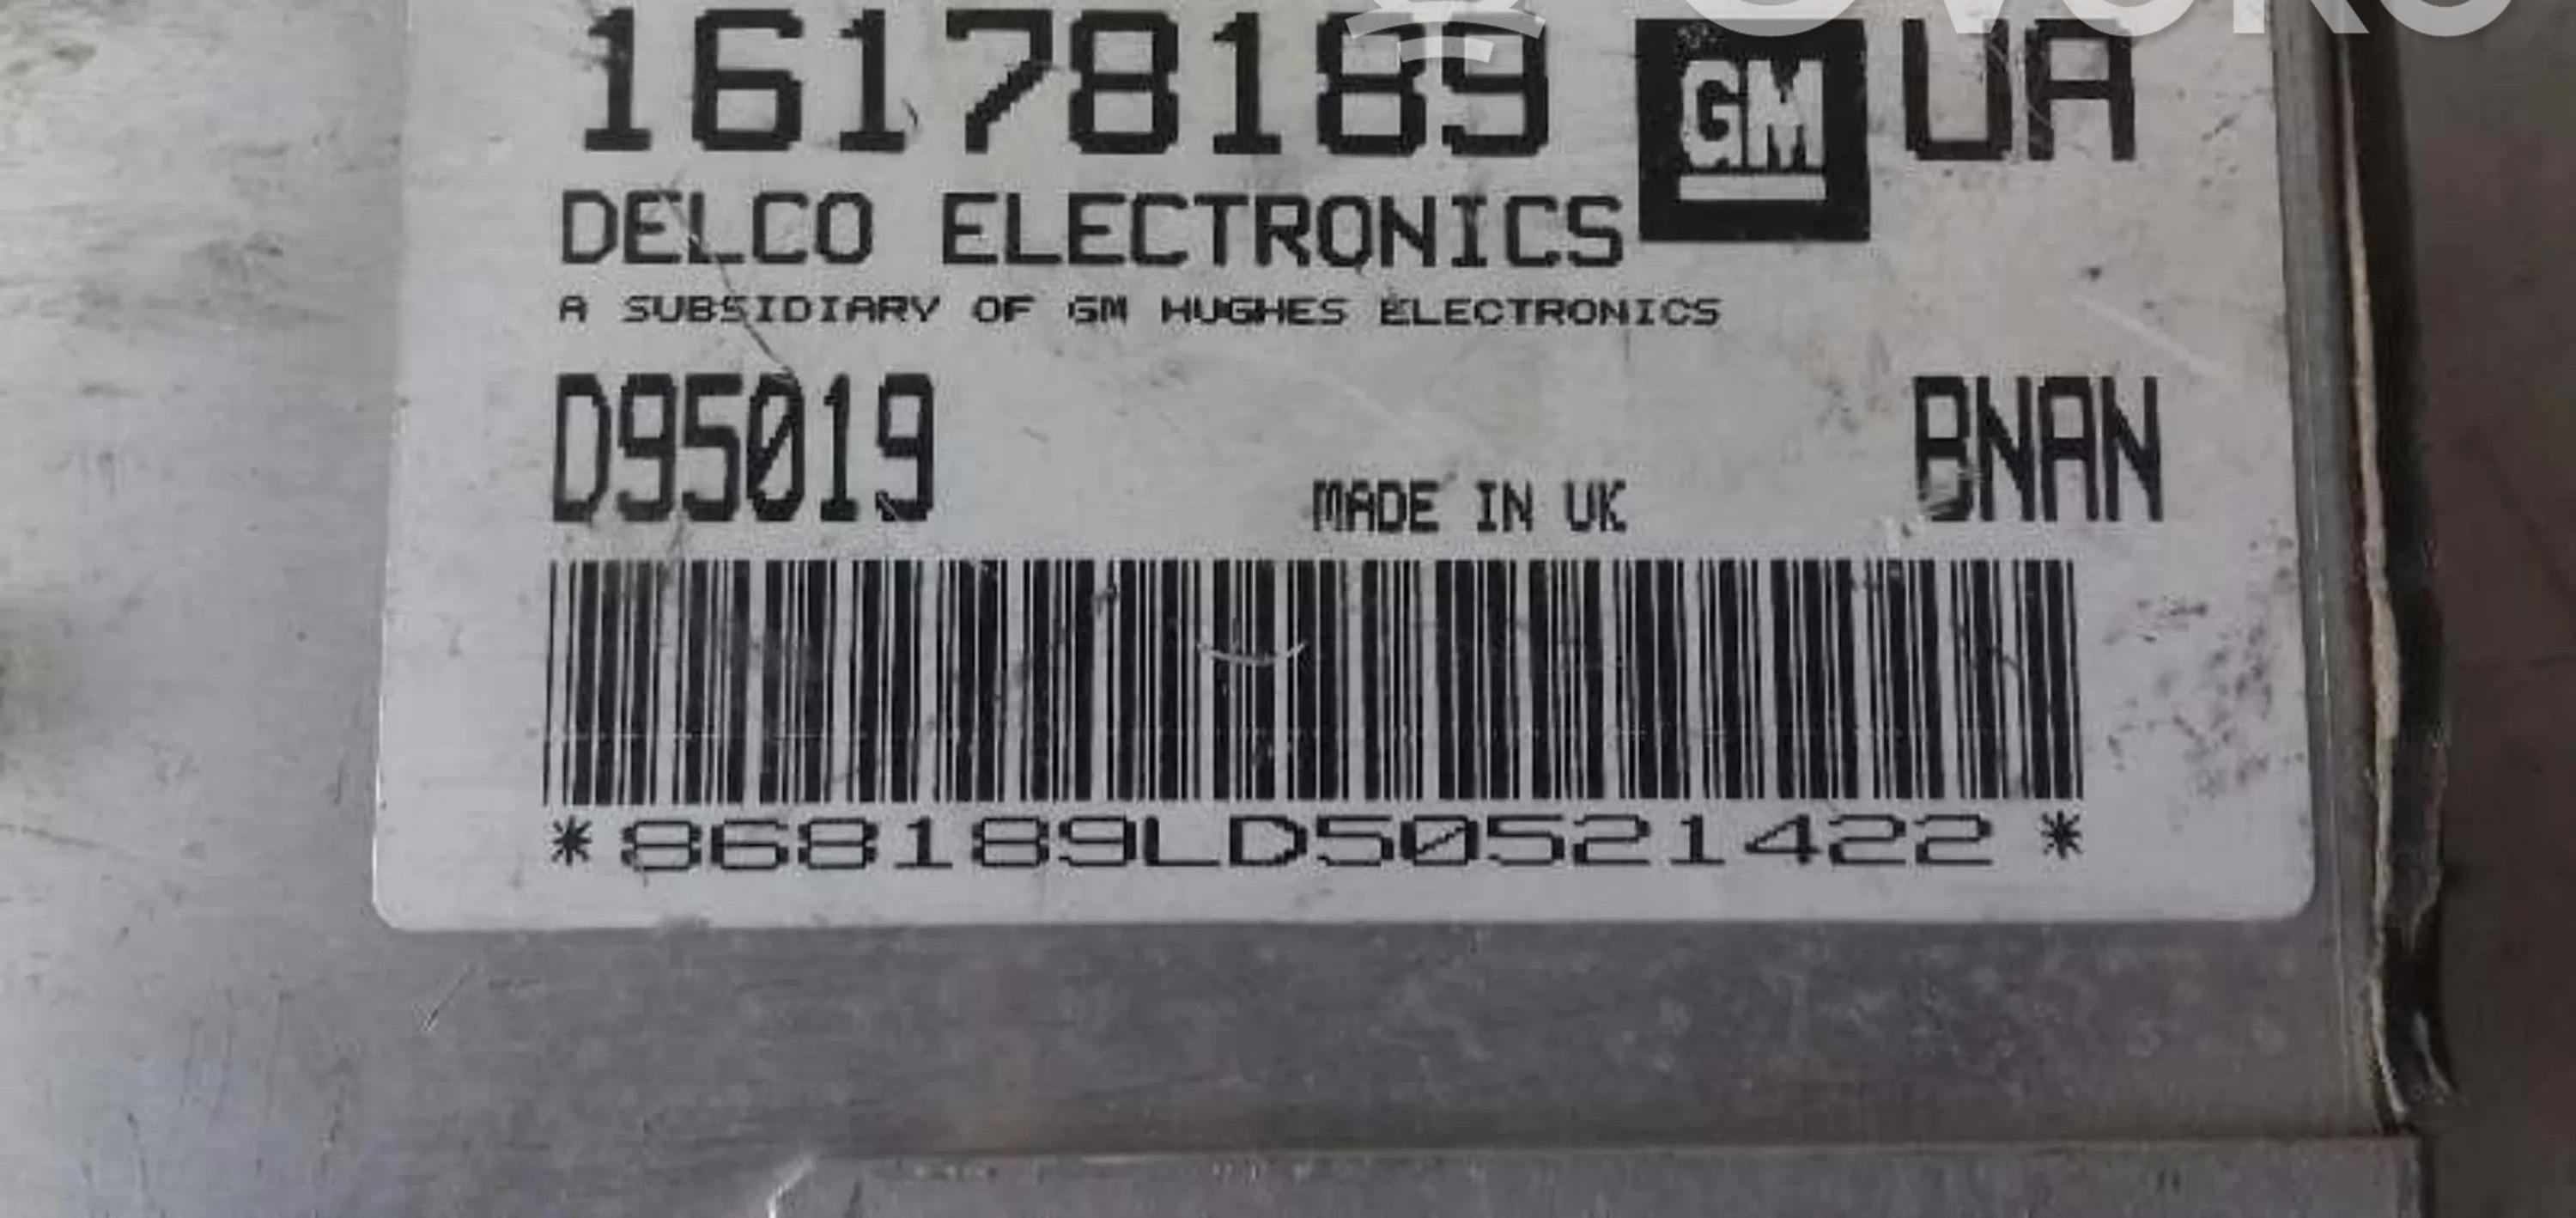 16178189 GM UA
DELCO ELECTRONICS
A SUBSIDIARY OF GM HUGHES ELECTRONICS
D95019 BNAN
MADE IN UK
*868189LD50521422*